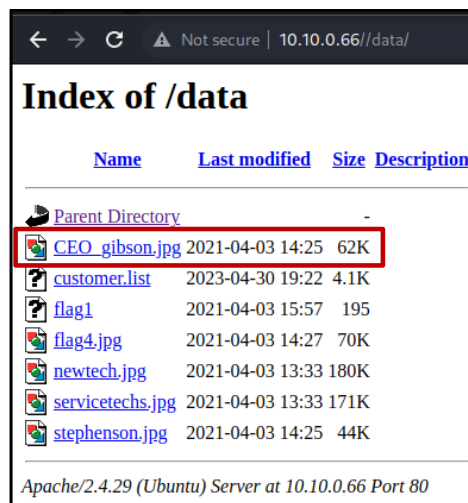 Not secure | 10.10.0.66//data/
Index of /data
Name Last modified Size Description
Parent Directory -
CEO_gibson.jpg 2021-04-03 14:25 62K
customer.list 2023-04-30 19:22 4.1K
flag1 2021-04-03 15:57 195
flag4.jpg 2021-04-03 14:27 70K
newtech.jpg 2021-04-03 13:33 180K
servicetechs.jpg 2021-04-03 13:33 171K
stephenson.jpg 2021-04-03 14:25 44K
Apache/2.4.29 (Ubuntu) Server at 10.10.0.66 Port 80